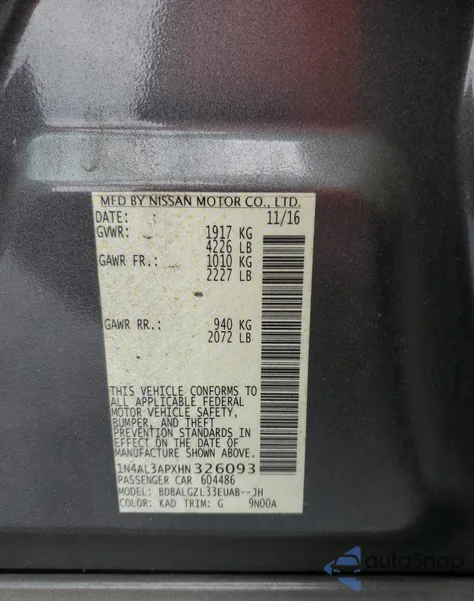 MFD BY NISSAN MOTOR CO., LTD.
DATE: 11/16
GVWR: 1917 KG
4226 LB
GAWR FR.: 1010 KG
2227 LB
GAWR RR.: 940 KG
2072 LB
THIS VEHICLE CONFORMS TO
ALL APPLICABLE FEDERAL
MOTOR VEHICLE SAFETY,
BUMPER, AND THEFT
PREVENTION STANDARDS IN
EFFECT ON THE DATE OF
MANUFACTURE SHOWN ABOVE.
1N4AL3APXHN326093
PASSENGER CAR 604486
MODEL: BDBALGZL33EUAB--JH
COLOR: KAD TRIM: G 9N00A
autoSnap